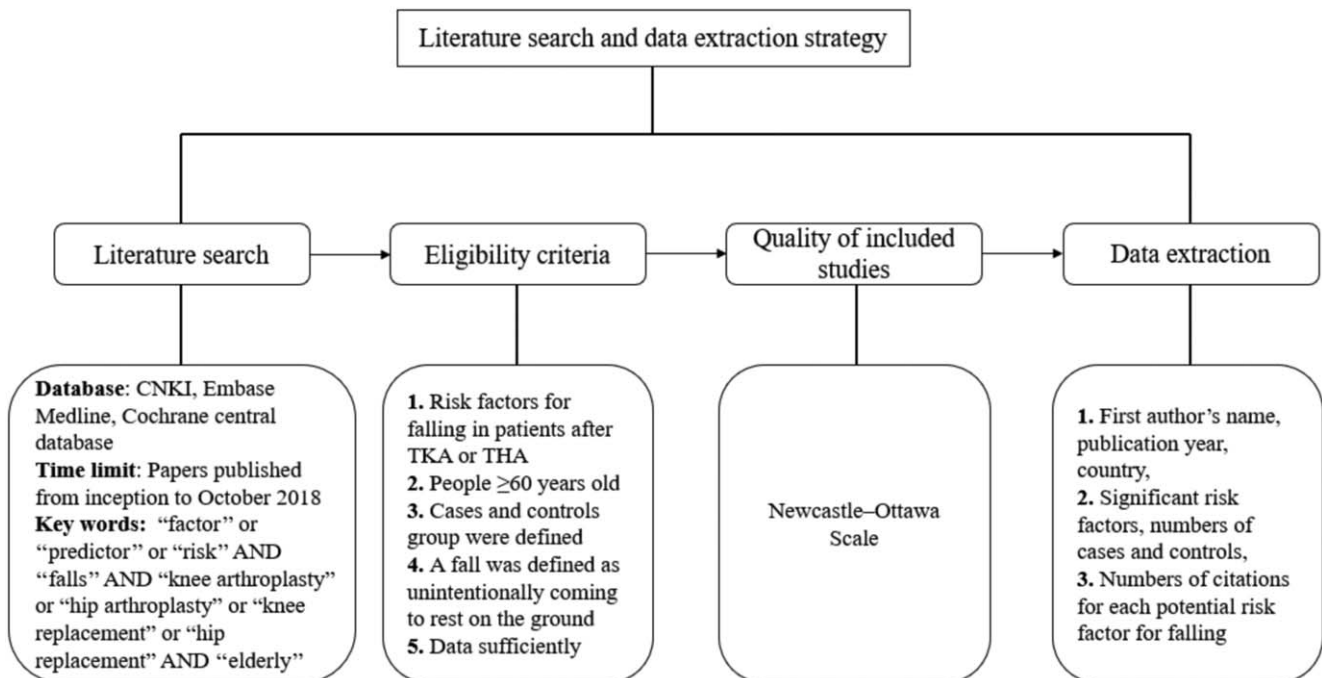 Literature search and data extraction strategy
Literature search
Eligibility criteria
Quality of included
studies
Data extraction
Database: CNKI, Embase
Medline, Cochrane central
database
Time limit: Papers published
from inception to October 2018
Key words: “factor” or
“predictor” or “risk” AND
“falls” AND “knee arthroplasty”
or “hip arthroplasty” or “knee
replacement” or “hip
replacement” AND “elderly”
1. Risk factors for
falling in patients after
TKA or THA
2. People ≥60 years old
3. Cases and controls
group were defined
4. A fall was defined as
unintentionally coming
to rest on the ground
5. Data sufficiently
Newcastle–Ottawa
Scale
1. First author’s name,
publication year,
country,
2. Significant risk
factors, numbers of
cases and controls,
3. Numbers of citations
for each potential risk
factor for falling